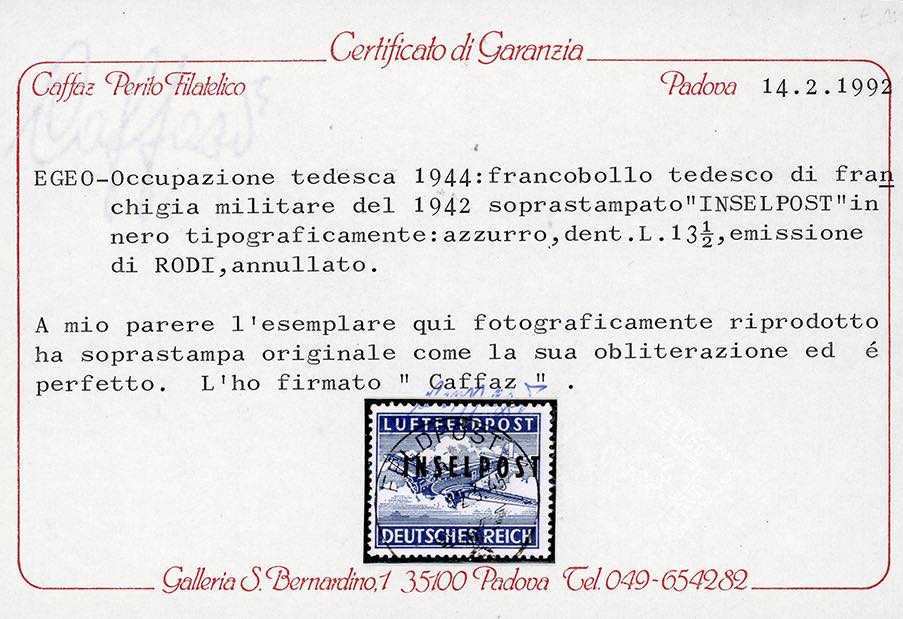 Certificato di Garanzia
Caffaz Perito Filatelico
Padova 14.2.1992
EGEO-Occupazione tedesca 1944:francobollo tedesco di fran
chigia militare del 1942 soprastampato"INSELPOST"in
nero tipograficamente:azzurro,dent.L.13½,emissione
di RODI,annullato.
A mio parere l'esemplare qui fotograficamente riprodotto
ha soprastampa originale come la sua obliterazione ed é
perfetto. L'ho firmato " Caffaz " .
LUFTFELDPOST
FELDPOST
INSELPOST
DEUTSCHES REICH
Galleria S. Bernardino,1 35100 Padova Tel. 049-654282